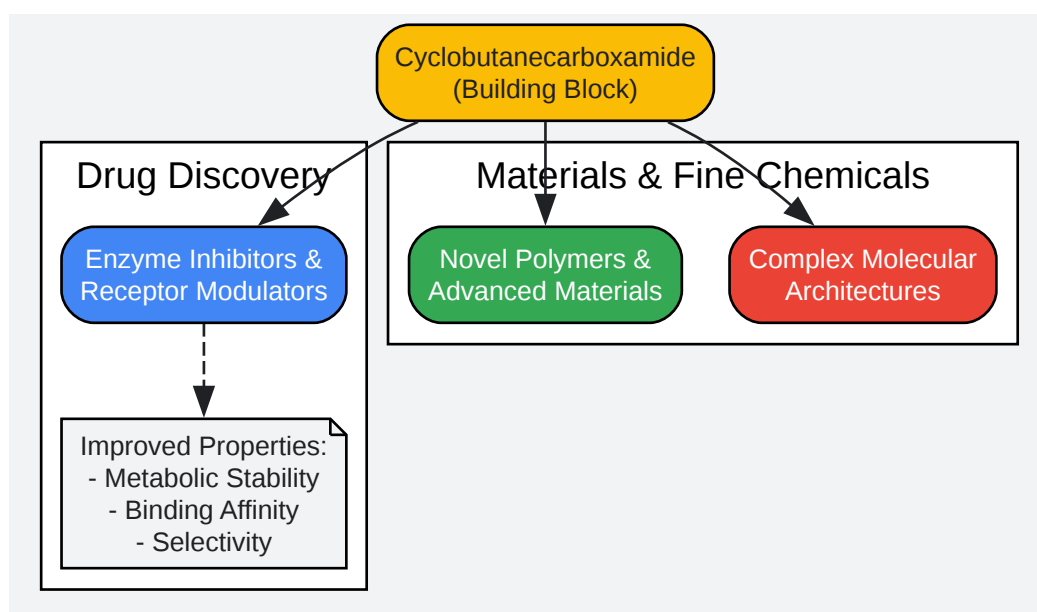 Cyclobutanecarboxamide
(Building Block)
Drug Discovery
Materials & Fine Chemicals
Enzyme Inhibitors &
Receptor Modulators
Novel Polymers &
Advanced Materials
Complex Molecular
Architectures
Improved Properties:
- Metabolic Stability
- Binding Affinity
- Selectivity